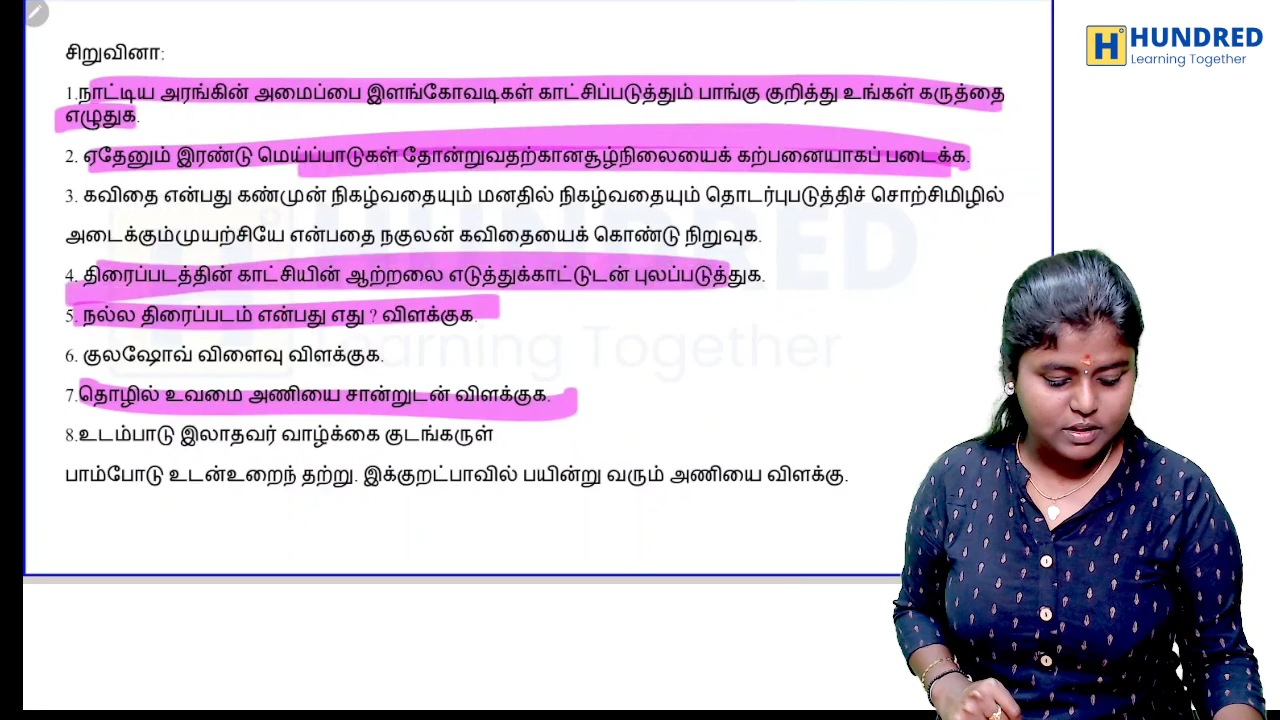 HUNDRED
Learning Together
சிறுவினா:
1.நாட்டிய அரங்கின் அமைப்பை இளங்கோவடிகள் காட்சிப்படுத்தும் பாங்கு குறித்து உங்கள் கருத்தை
எழுதுக.
2. ஏதேனும் இரண்டு மெய்ப்பாடுகள் தோன்றுவதற்கானசூழ்நிலையைக் கற்பனையாகப் படைக்க.
3. கவிதை என்பது கண்முன் நிகழ்வதையும் மனதில் நிகழ்வதையும் தொடர்புபடுத்திச் சொற்சிமிழில்
அடைக்கும்முயற்சியே என்பதை நகுலன் கவிதையைக் கொண்டு நிறுவுக.
4. திரைப்படத்தின் காட்சியின் ஆற்றலை எடுத்துக்காட்டுடன் புலப்படுத்துக.
5. நல்ல திரைப்படம் என்பது எது ? விளக்குக.
6. குலஷோவ் விளைவு விளக்குக.
7.தொழில் உவமை அணியை சான்றுடன் விளக்குக.
8.உடம்பாடு இலாதவர் வாழ்க்கை குடங்கருள்
பாம்போடு உடன்உறைந் தற்று. இக்குறட்பாவில் பயின்று வரும் அணியை விளக்கு.
HUNDRED
Learning Together